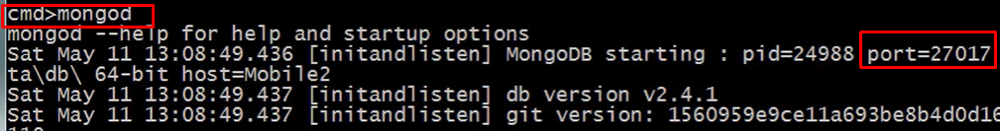 cmd>mongod
mongod --help for help and startup options
Sat May 11 13:08:49.436 [initandlisten] MongoDB starting : pid=24988 port=27017
ta\db\ 64-bit host=Mobile2
Sat May 11 13:08:49.437 [initandlisten] db version v2.4.1
Sat May 11 13:08:49.437 [initandlisten] git version: 1560959e9ce11a693be8b4d0d16